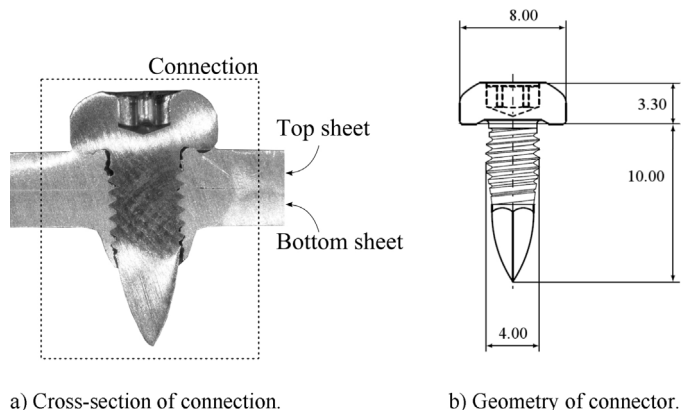 Connection
Top sheet
Bottom sheet
a) Cross-section of connection.
8.00
3.30
10.00
4.00
b) Geometry of connector.